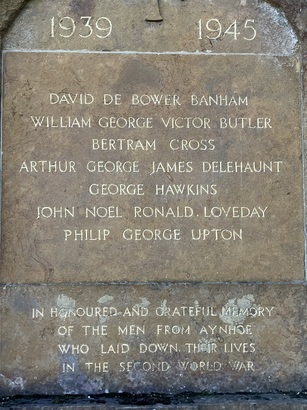 1939 1945
DAVID DE BOWER BANHAM
WILLIAM GEORGE VICTOR BUTLER
BERTRAM CROSS
ARTHUR GEORGE JAMES DELEHAUNT
GEORGE HAWKINS
JOHN NOEL RONALD LOVEDAY
PHILIP GEORGE UPTON
IN HONOURED AND GRATEFUL MEMORY
OF THE MEN FROM AYNHOE
WHO LAID DOWN THEIR LIVES
IN THE SECOND WORLD WAR